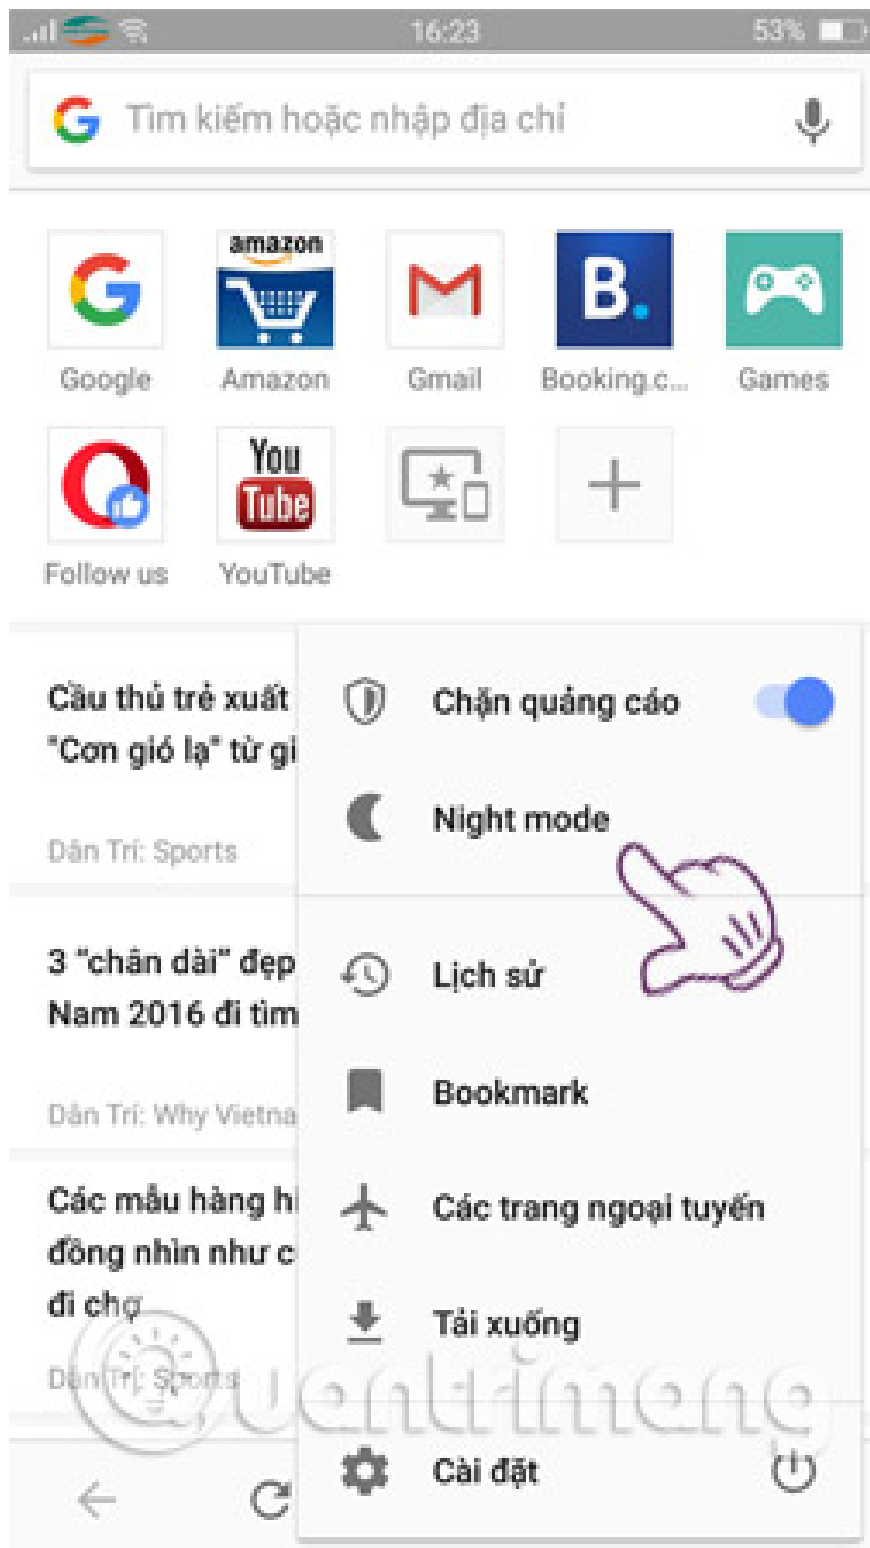 16:23
53%
Tìm kiếm hoặc nhập địa chỉ
amazon
B.
Google
Amazon
Gmail
Booking.c...
Games
You
Tube
Follow us
YouTube
Cầu thủ trẻ xuất
"Cơn gió lạ" từ gi
Dân Trí: Sports
3 "chân dài" đẹp
Nam 2016 đi tìm
Dân Trí: Why Vietna
Các mẫu hàng hi
đồng nhìn như c
đi chợ
Dân Trí: Sports
Chặn quảng cáo
Night mode
Lịch sử
Bookmark
Các trang ngoại tuyến
Tải xuống
Cài đặt
Quantrimang